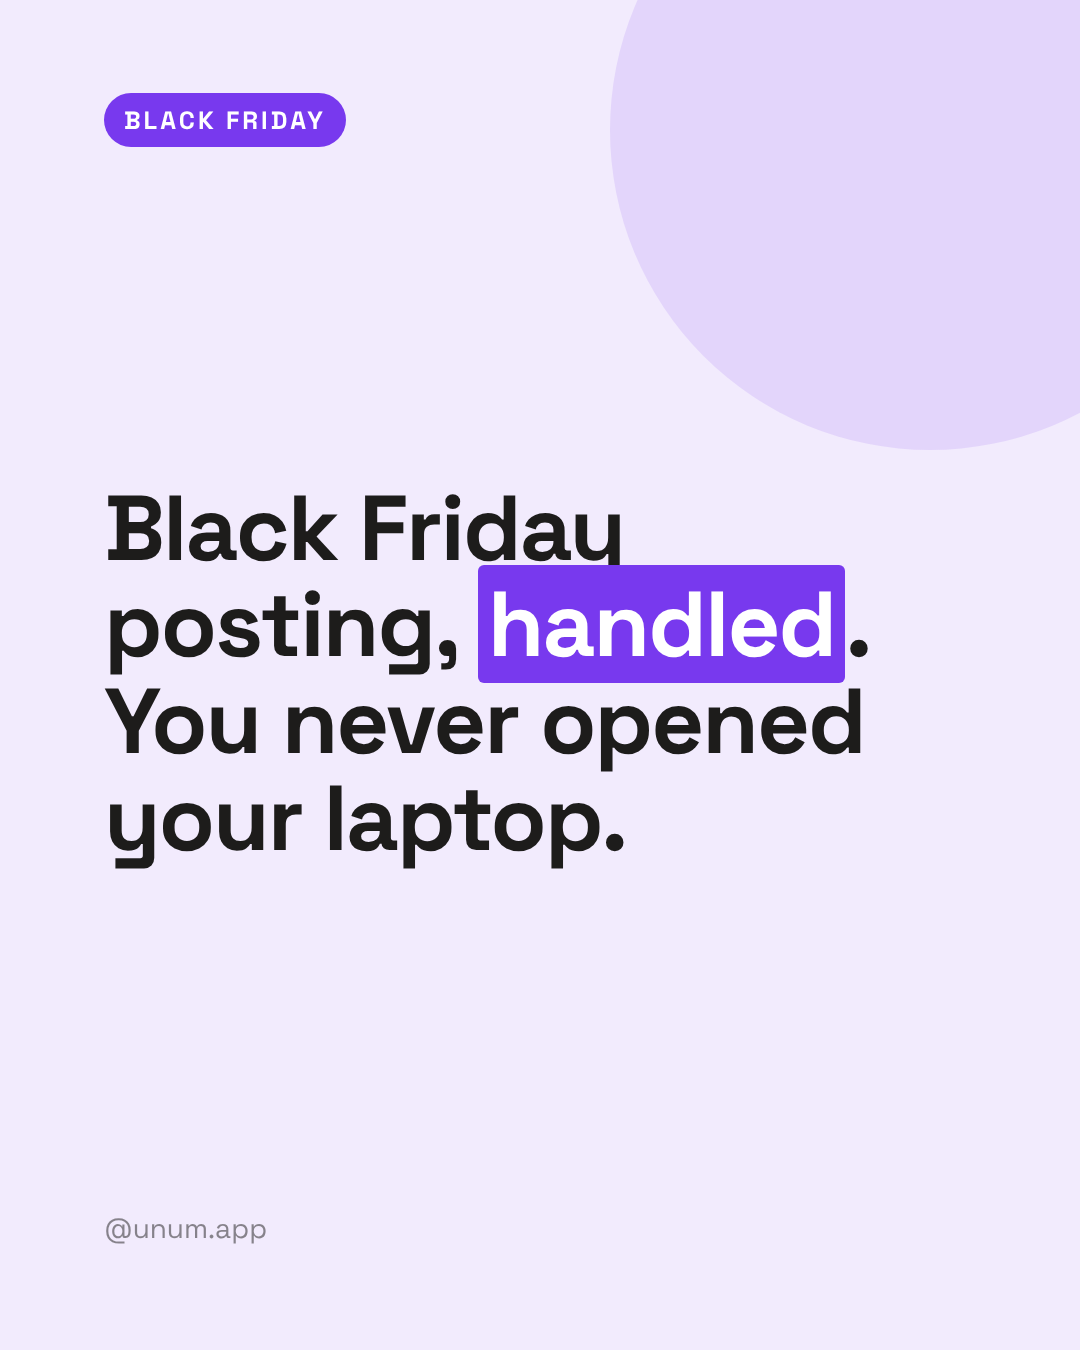 BLACK FRIDAY
Black Friday
posting, handled.
You never opened
your laptop.
@unum.app